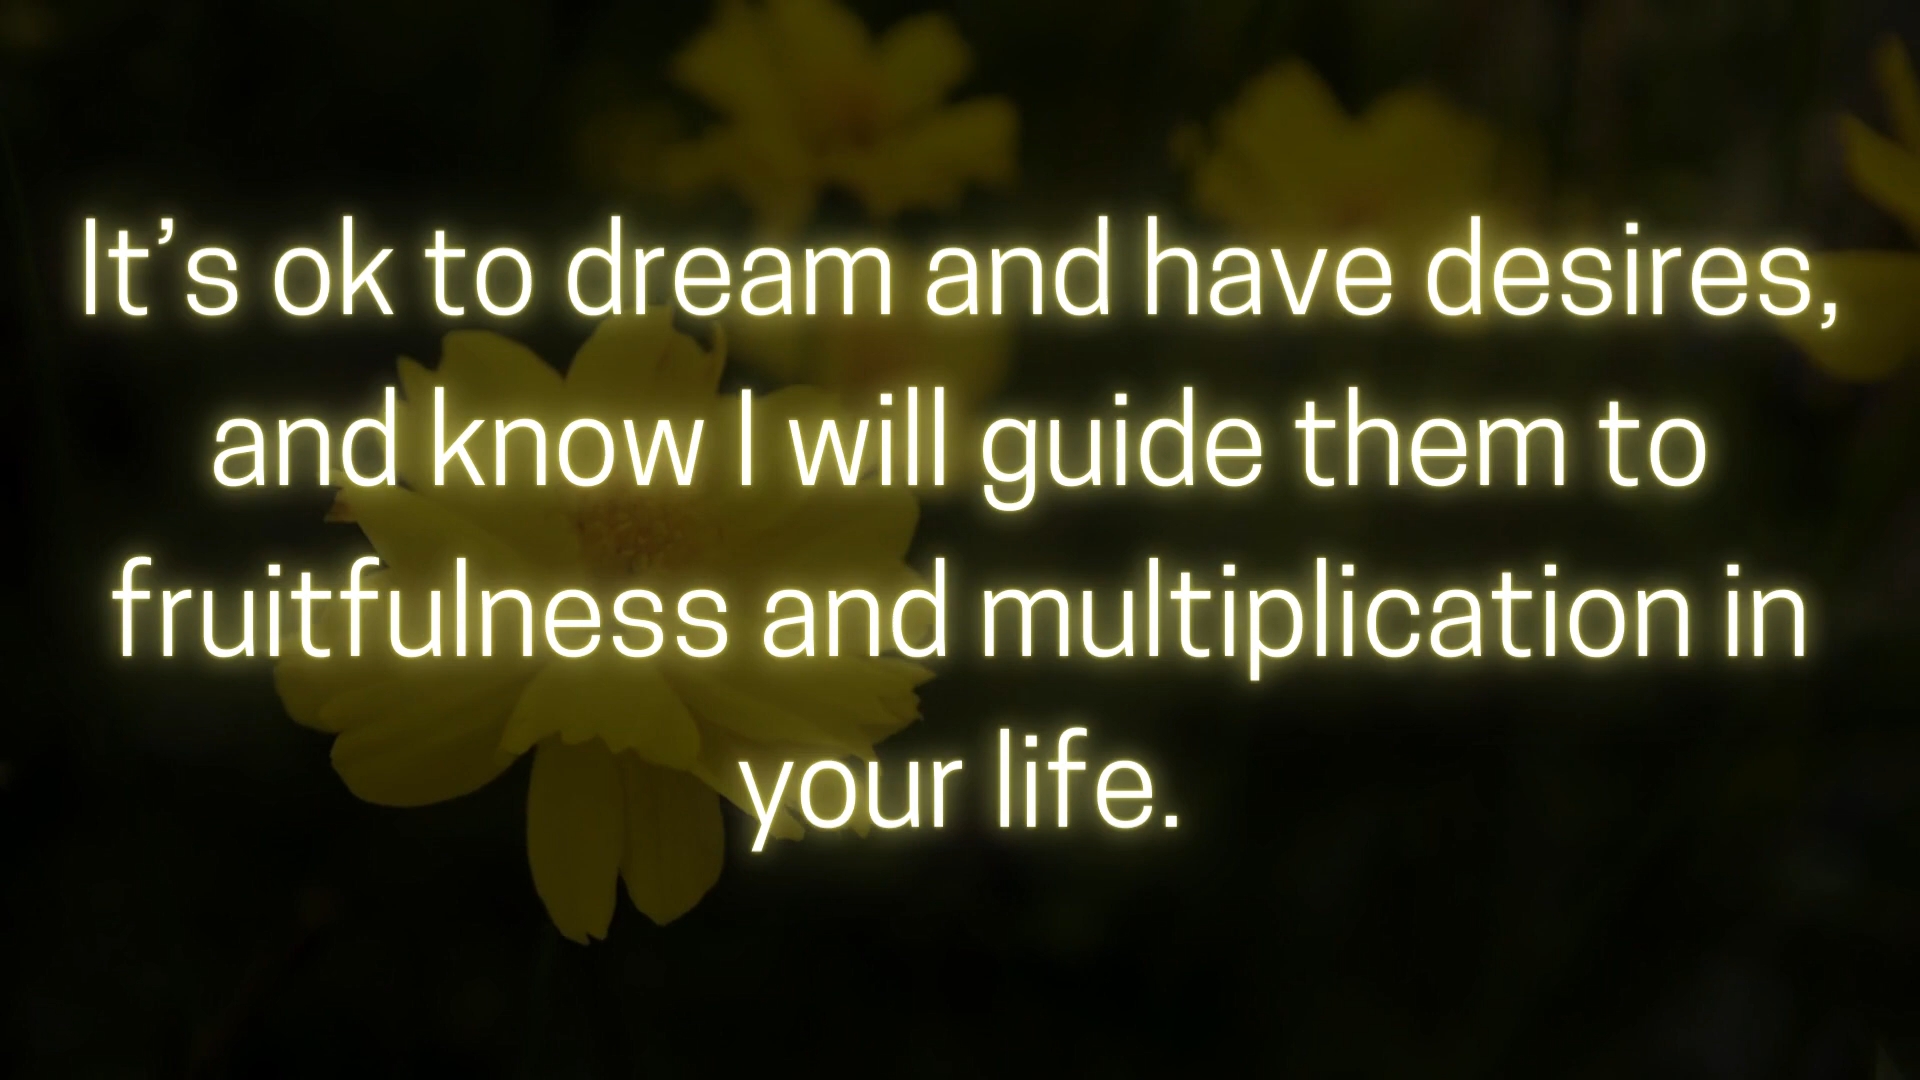 It’s ok to dream and have desires,
and know I will guide them to
fruitfulness and multiplication in
your life.